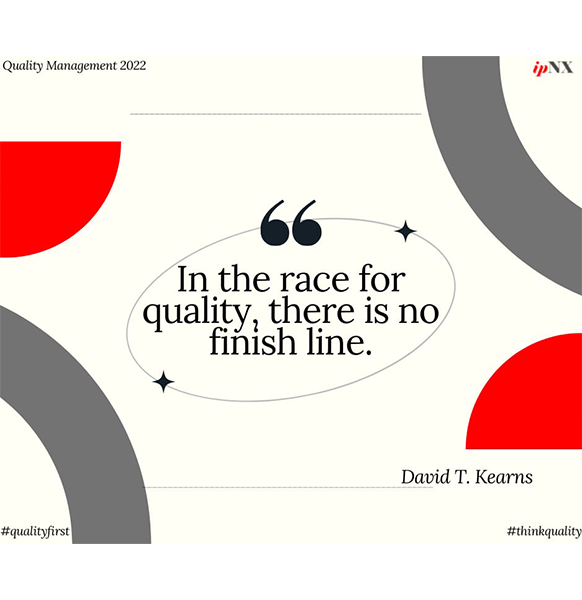 Quality Management 2022
ipNX
“
In the race for
quality, there is no
finish line.
David T. Kearns
#qualityfirst
#thinkquality